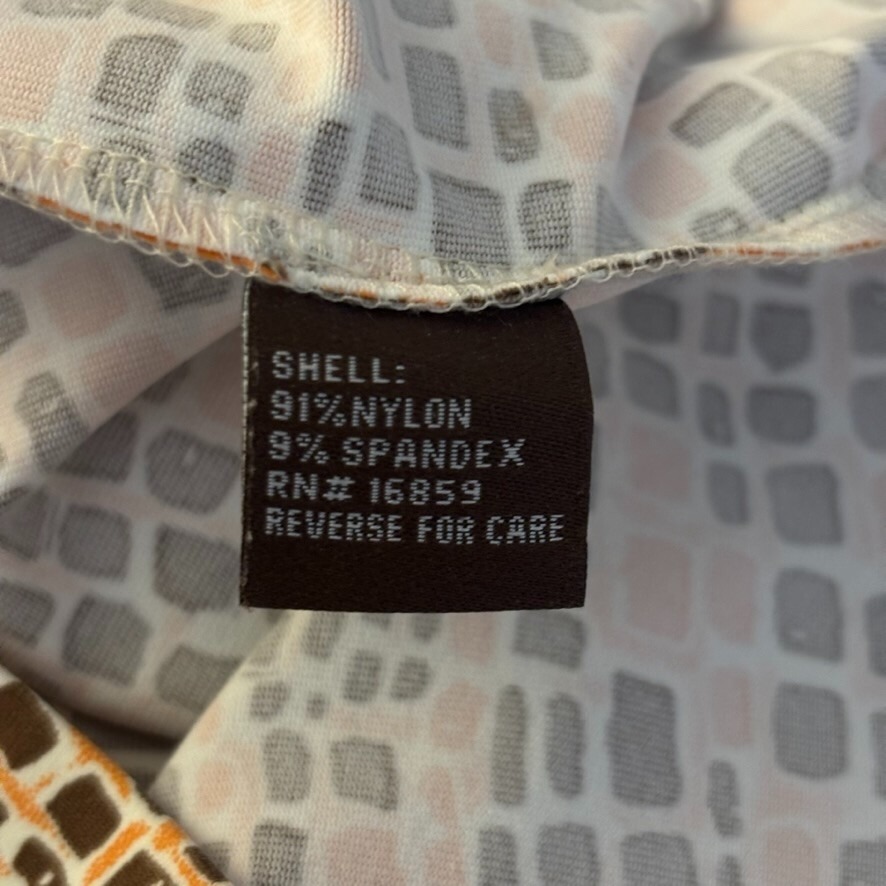 SHELL:
91%NYLON
9% SPANDEX
RN# 16859
REVERSE FOR CARE